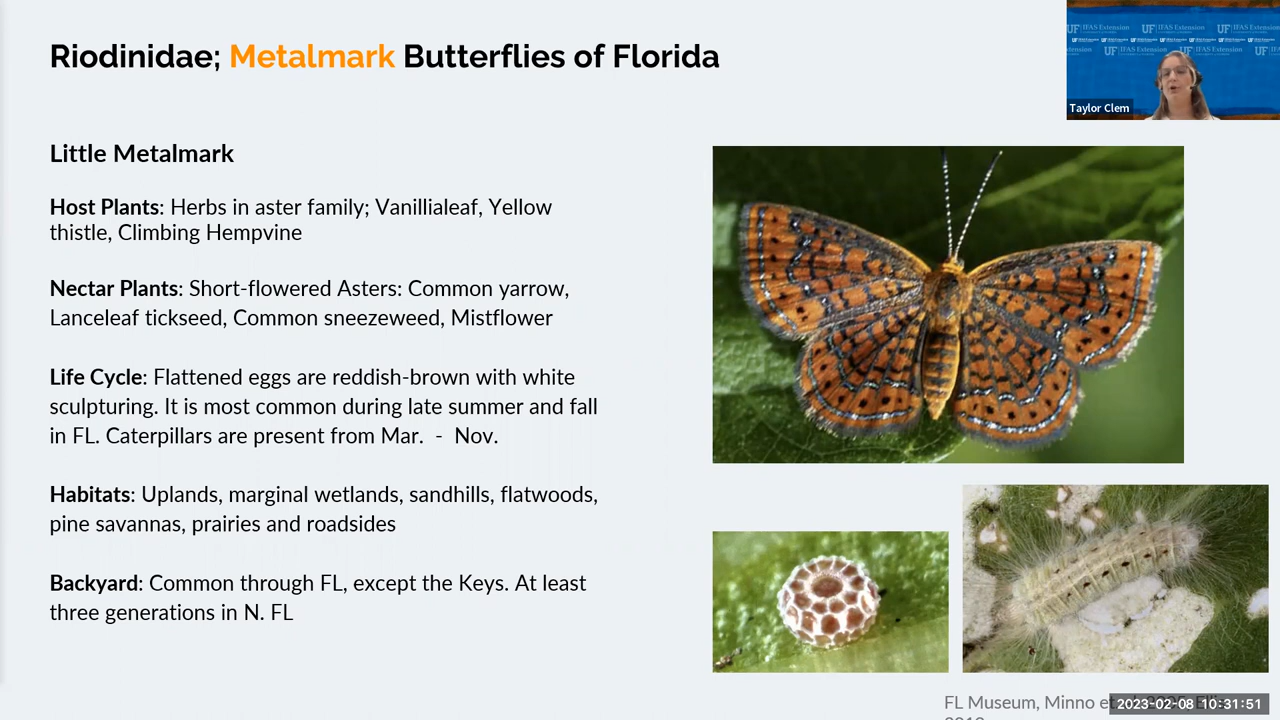 Riodinidae; Metalmark Butterflies of Florida
UF IFAS Extension
Taylor Clem
Little Metalmark
Host Plants: Herbs in aster family; Vanillialeaf, Yellow
thistle, Climbing Hempvine
Nectar Plants: Short-flowered Asters: Common yarrow,
Lanceleaf tickseed, Common sneezeweed, Mistflower
Life Cycle: Flattened eggs are reddish-brown with white
sculpturing. It is most common during late summer and fall
in FL. Caterpillars are present from Mar. - Nov.
Habitats: Uplands, marginal wetlands, sandhills, flatwoods,
pine savannas, prairies and roadsides
Backyard: Common through FL, except the Keys. At least
three generations in N. FL
FL Museum, Minno et
2023-02-08 10:31:51